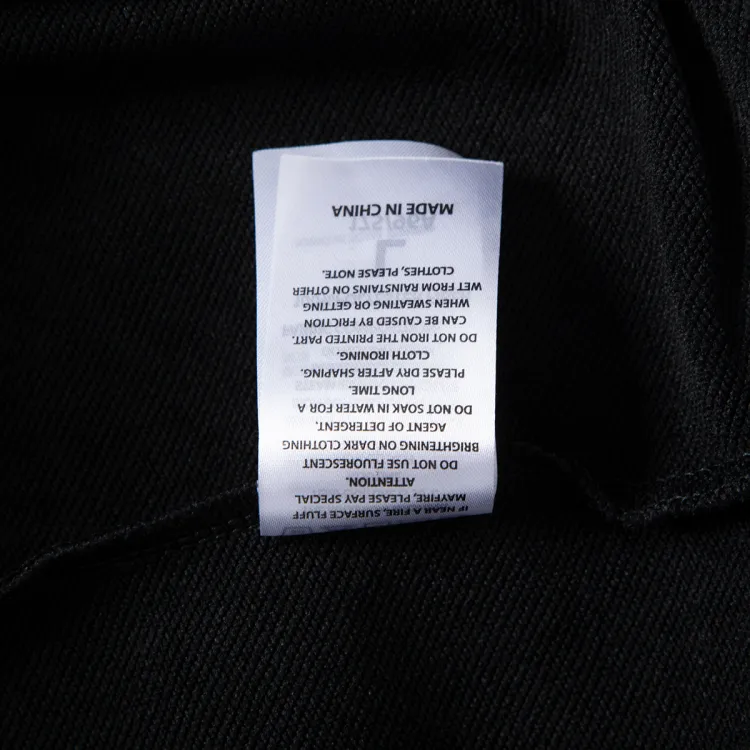 IF NEAR A FIRE, SURFACE FLUFF
MAYFIRE, PLEASE PAY SPECIAL
ATTENTION.
DO NOT USE FLUORESCENT
BRIGHTENING ON DARK CLOTHING
AGENT OF DETERGENT.
DO NOT SOAK IN WATER FOR A
LONG TIME.
PLEASE DRY AFTER SHAPING.
CLOTH IRONING.
DO NOT IRON THE PRINTED PART.
CAN BE CAUSED BY FRICTION
WHEN SWEATING OR GETTING
WET FROM RAINSTAINS ON OTHER
CLOTHES, PLEASE NOTE.
MADE IN CHINA